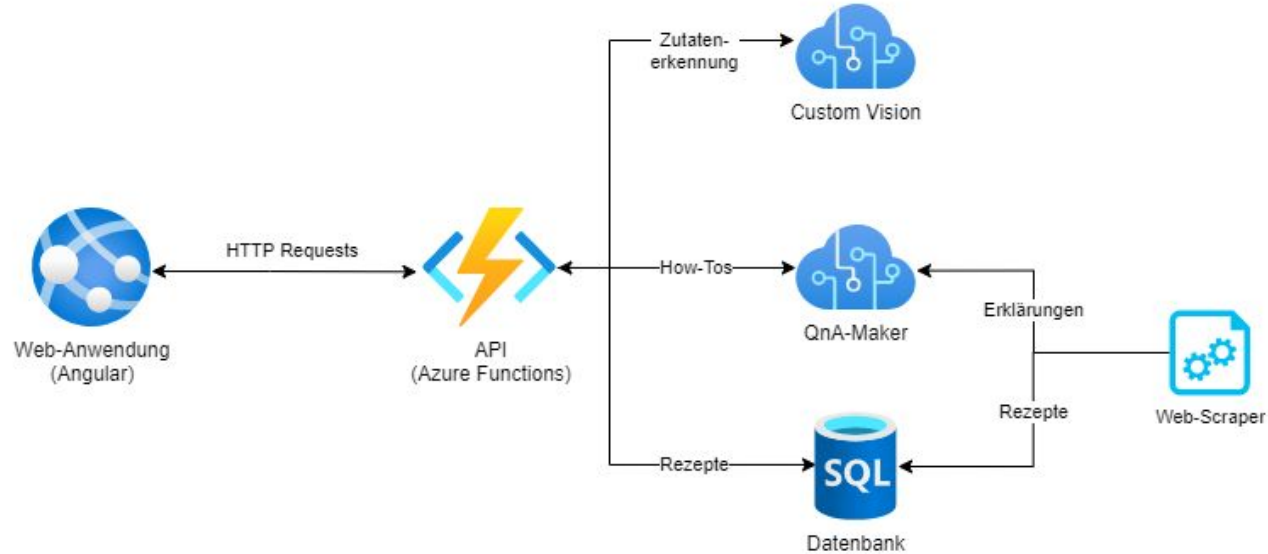 Zutaten-
erkennung
Custom Vision
HTTP Requests
Web-Anwendung
(Angular)
API
(Azure Functions)
How-Tos
QnA-Maker
Erklärungen
Rezepte
Web-Scraper
Rezepte
SQL
Datenbank